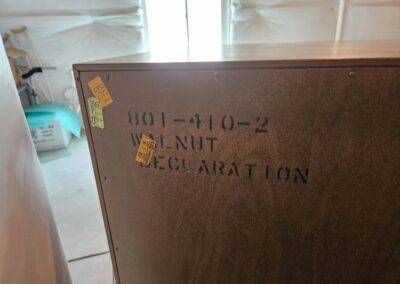 801-410-2
WALNUT
DECLARATION